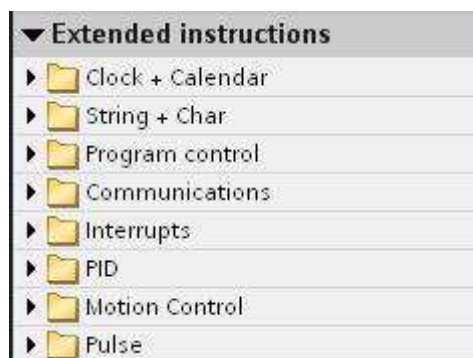 Extended instructions
Clock + Calendar
String + Char
Program control
Communications
Interrupts
PID
Motion Control
Pulse